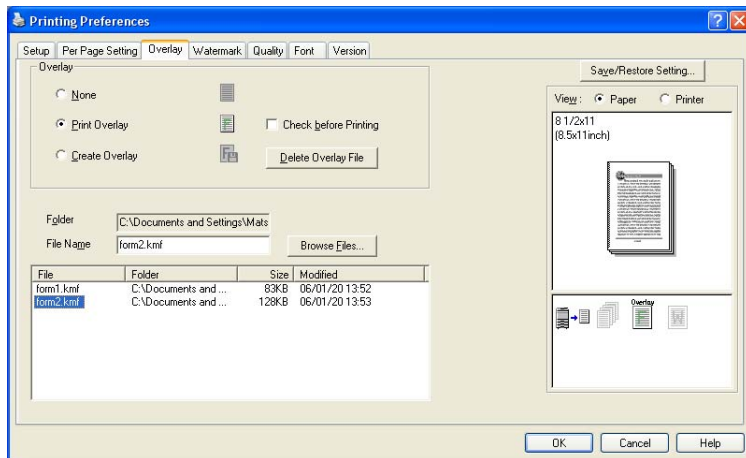 Printing Preferences
Setup Per Page Setting Overlay Watermark Quality Font Version
Overlay
None
Print Overlay
Check before Printing
Create Overlay
Delete Overlay File
Folder C:\Documents and Settings\Mats
File Name form2.kmf Browse Files...
File Folder Size Modified
form1.kmf C:\Documents and ... 83KB 06/01/20 13:52
form2.kmf C:\Documents and ... 128KB 06/01/20 13:53
Save/Restore Setting...
View : Paper Printer
8 1/2x11
(8.5x11inch)
Overlay
OK Cancel Help